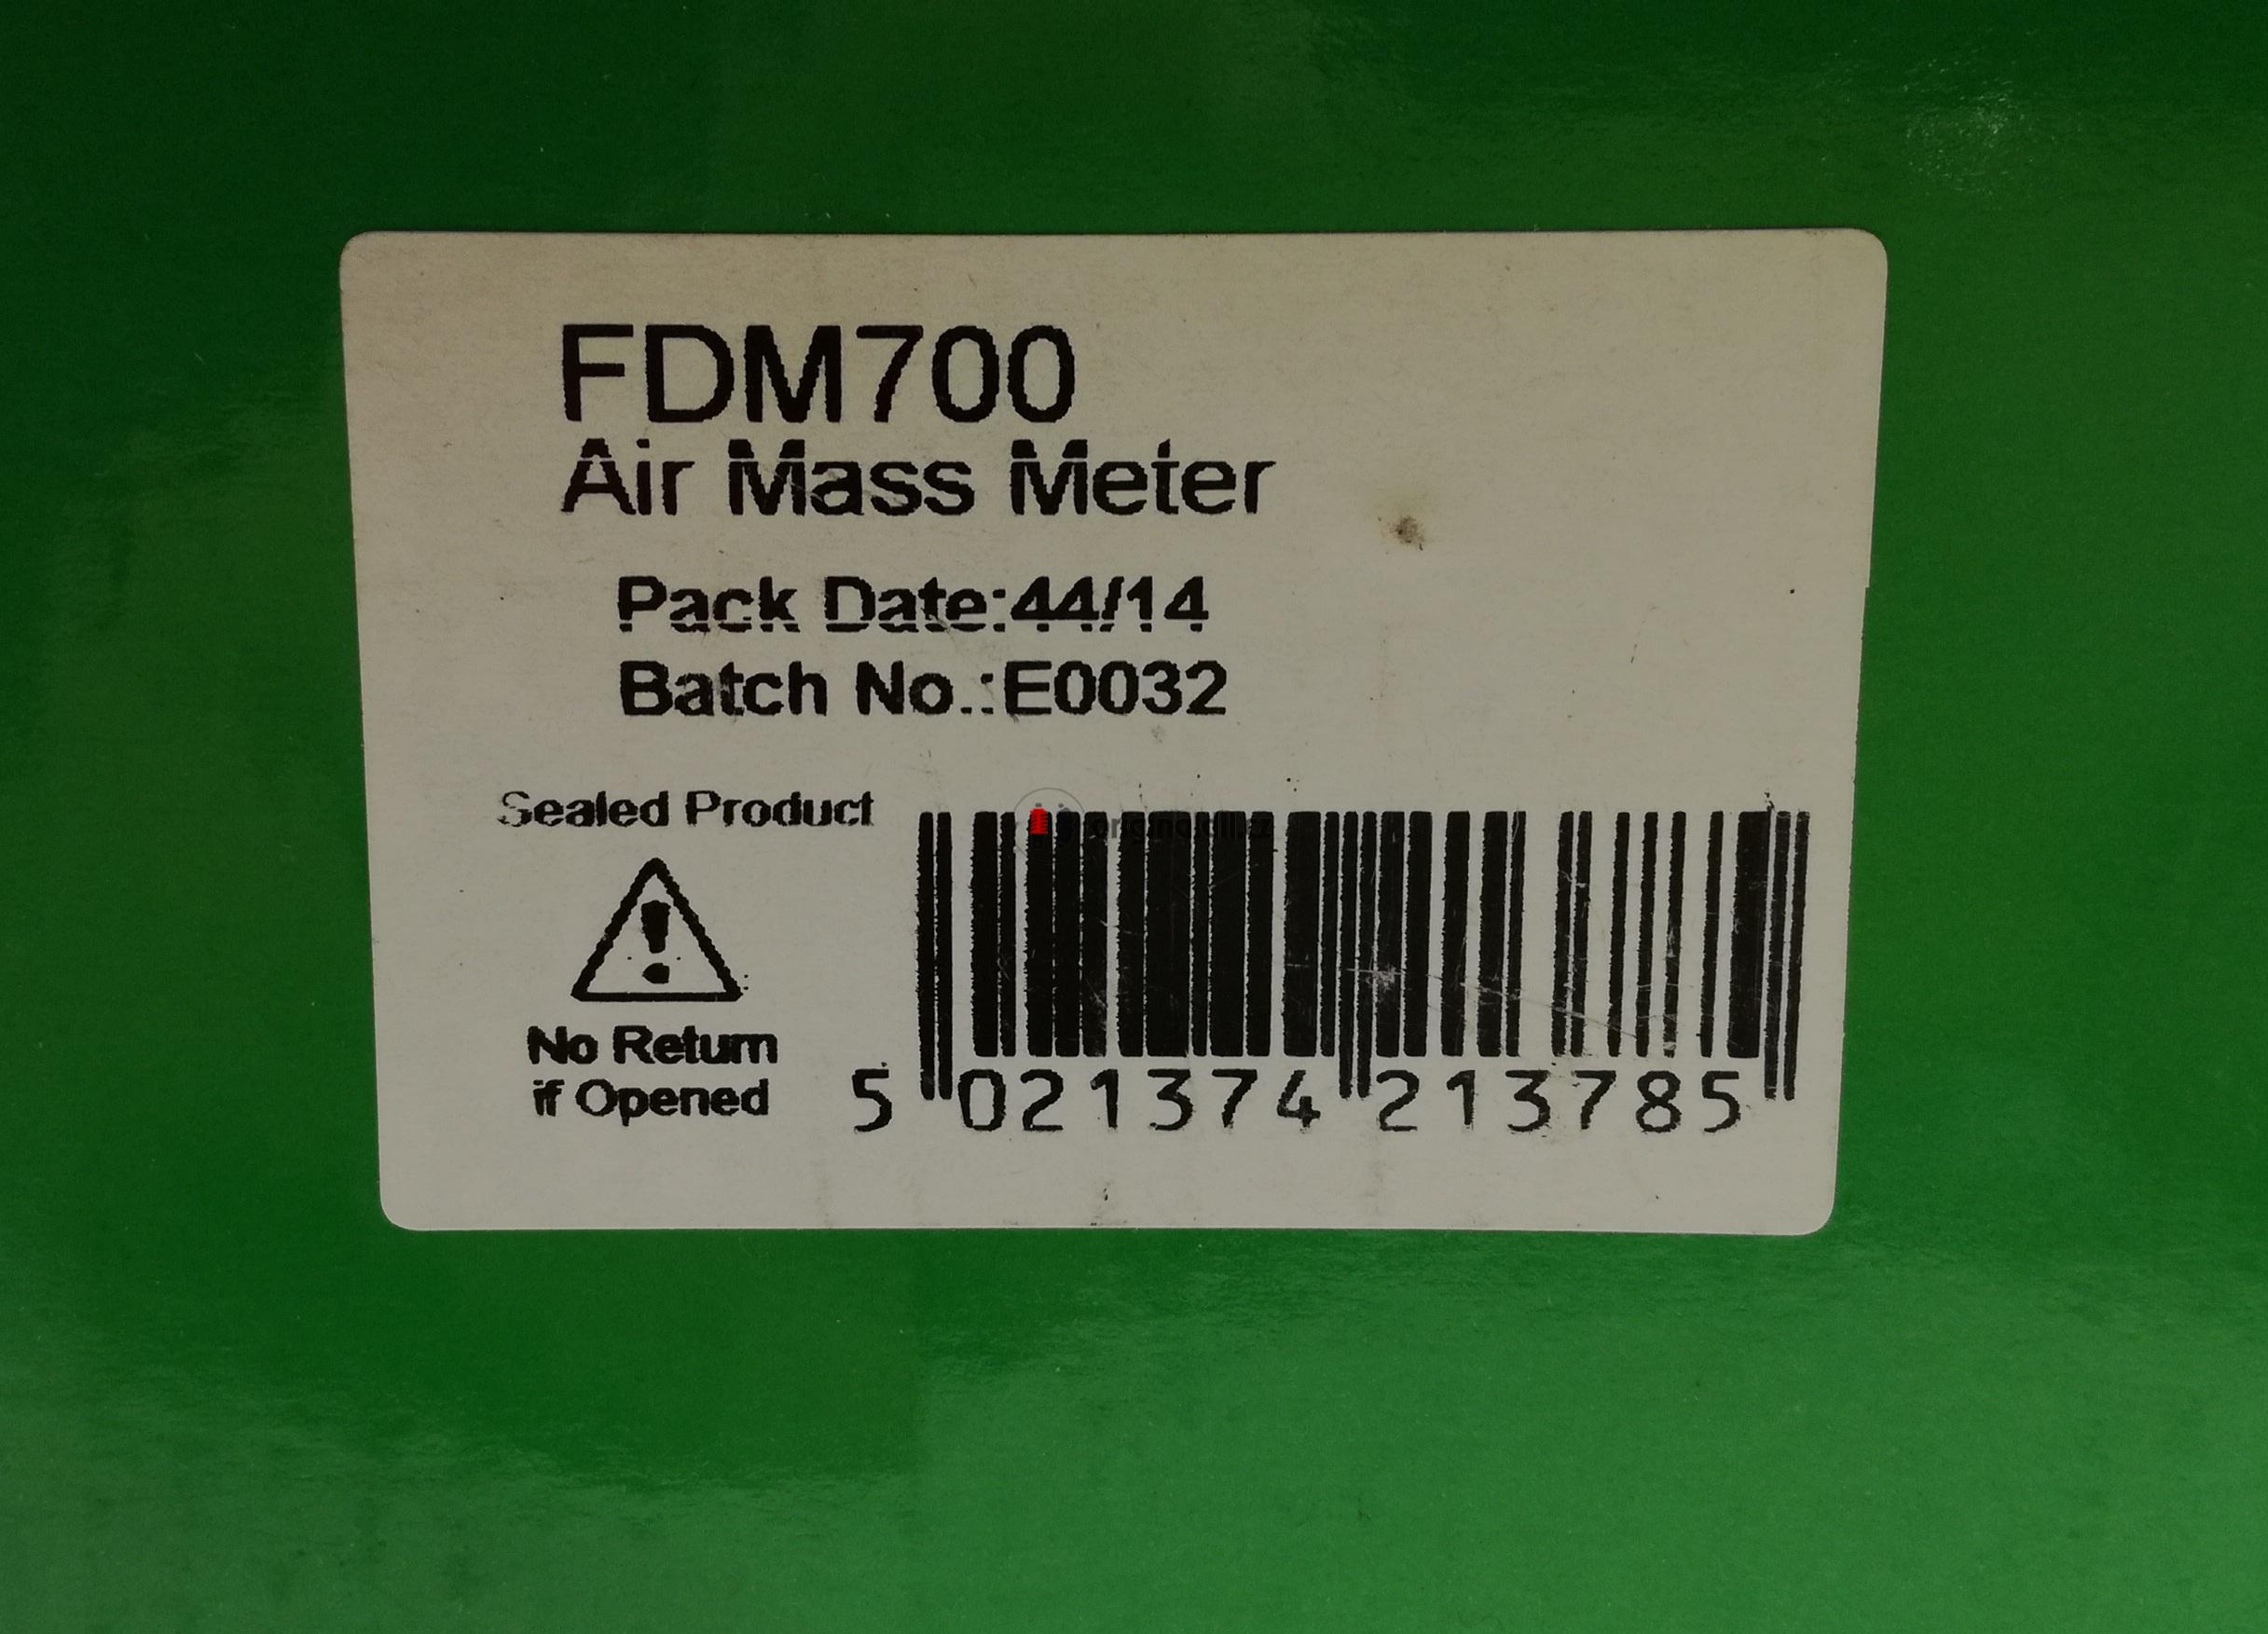 FDM700
Air Mass Meter
Pack Date:44/14
Batch No.:E0032
Sealed Product
No Return
if Opened
5 021374 213785